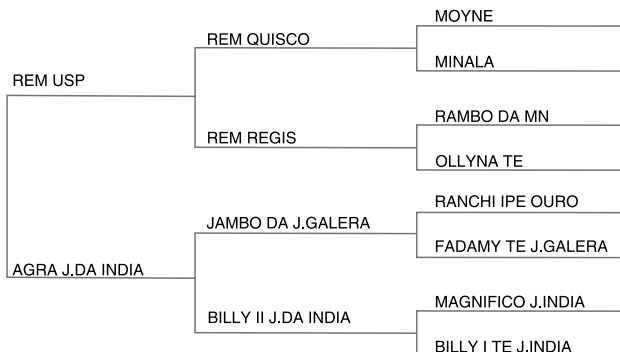 MOYNE
REM QUISCO
MINALA
REM USP
RAMBO DA MN
REM REGIS
OLLYNA TE
RANCHI IPE OURO
JAMBO DA J.GALERA
FADAMY TE J.GALERA
AGRA J.DA INDIA
MAGNIFICO J.INDIA
BILLY II J.DA INDIA
BILLY I TE J.INDIA